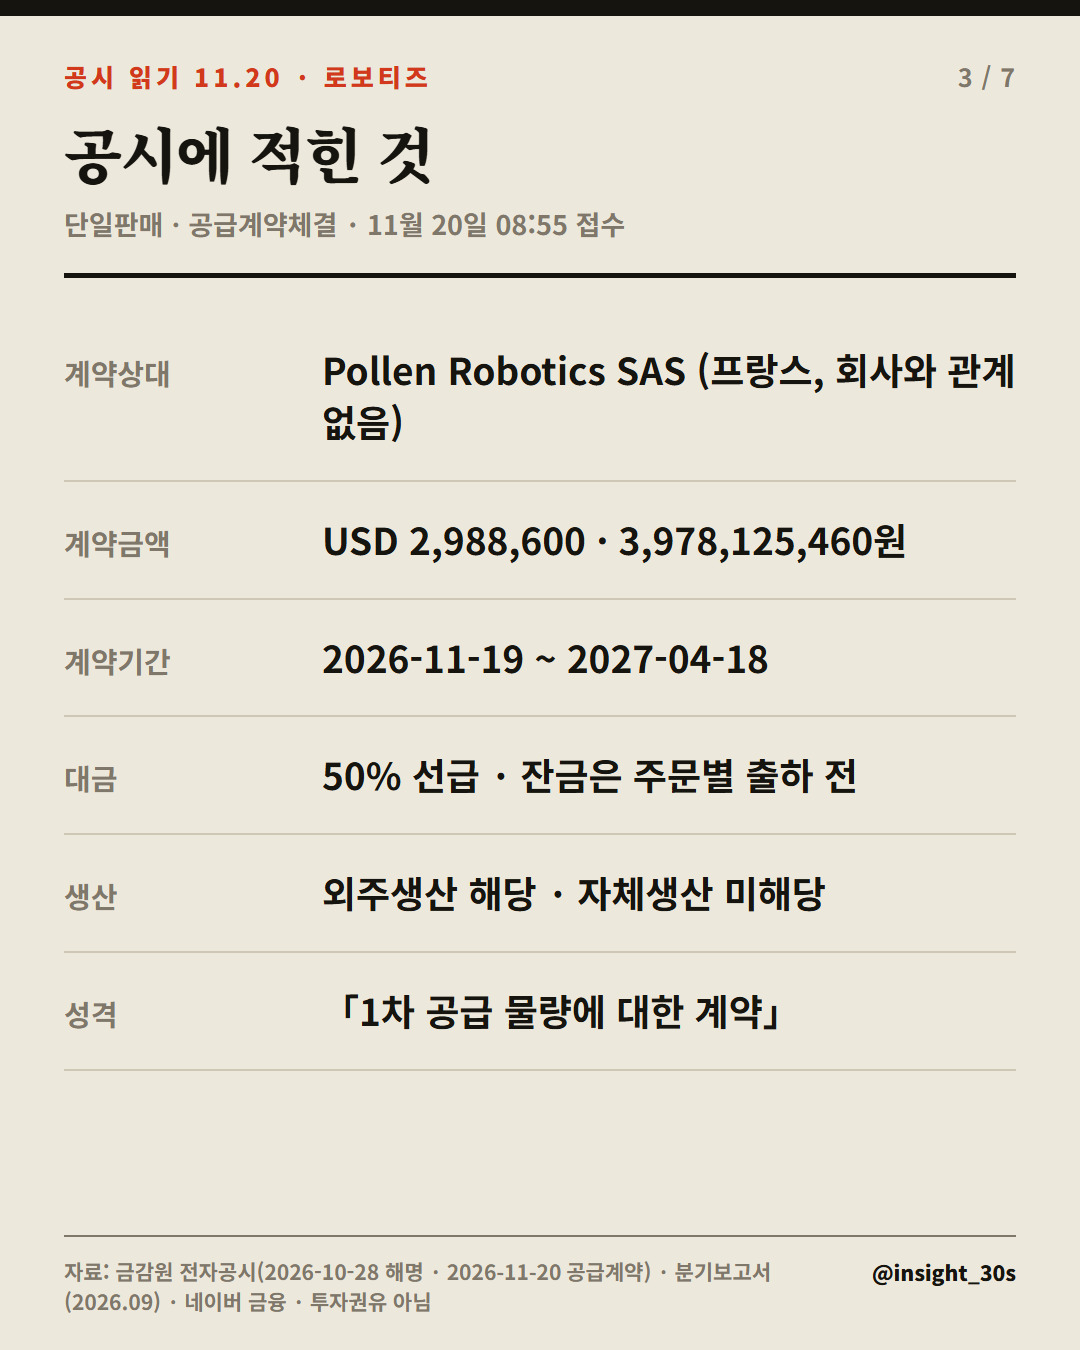 공시 읽기 11.20 · 로보티즈
3 / 7
공시에 적힌 것
단일판매 · 공급계약체결 · 11월 20일 08:55 접수
계약상대
Pollen Robotics SAS (프랑스, 회사와 관계
없음)
계약금액
USD 2,988,600 · 3,978,125,460원
계약기간
2026-11-19 ~ 2027-04-18
대금
50% 선급 · 잔금은 주문별 출하 전
생산
외주생산 해당 · 자체생산 미해당
성격
「1차 공급 물량에 대한 계약」
자료: 금감원 전자공시(2026-10-28 해명 · 2026-11-20 공급계약) · 분기보고서
(2026.09) · 네이버 금융 · 투자권유 아님
@insight_30s